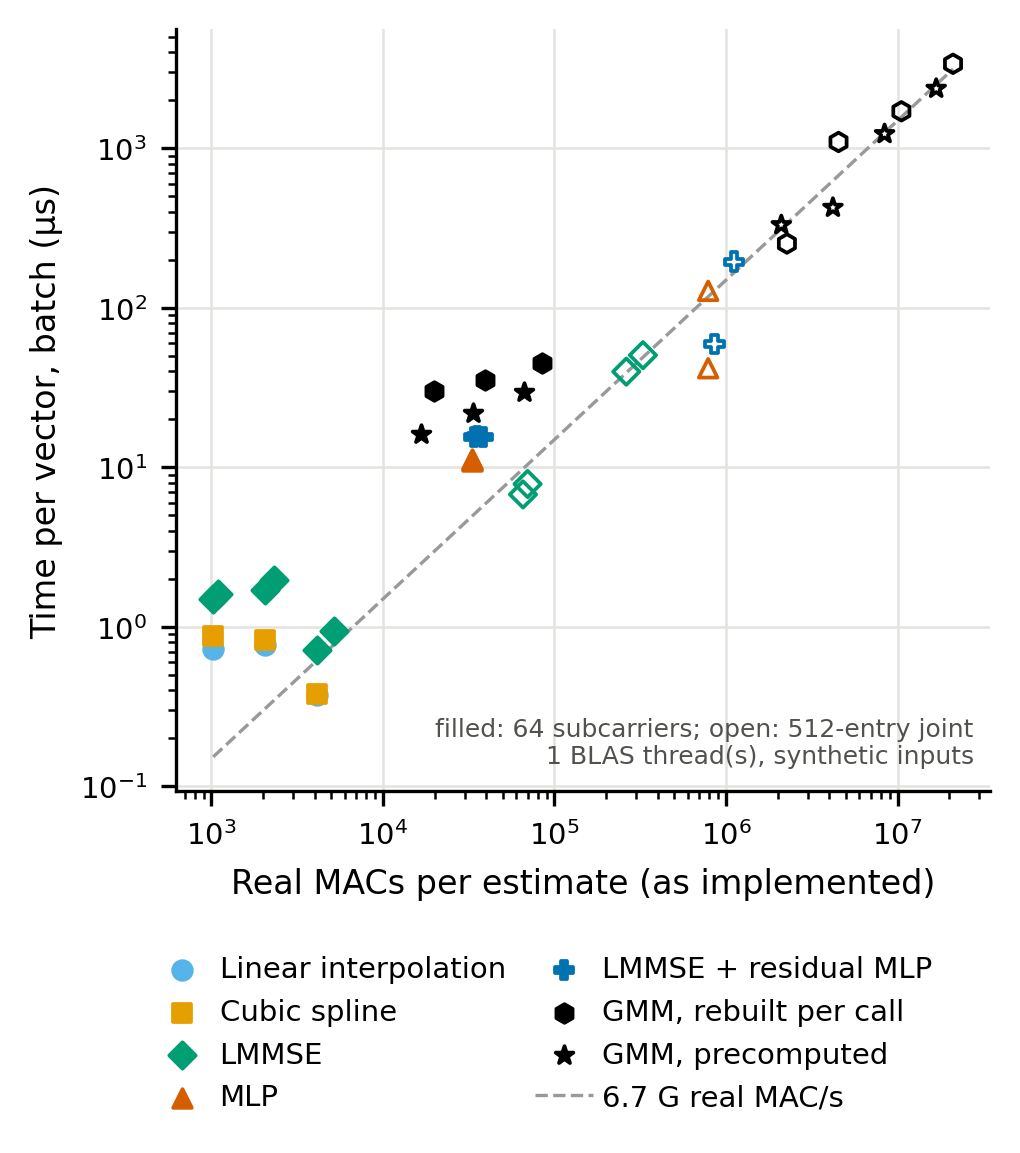 Time per vector, batch (µs)
10³
10²
10¹
10⁰
10⁻¹
filled: 64 subcarriers; open: 512-entry joint
1 BLAS thread(s), synthetic inputs
10³ 10⁴ 10⁵ 10⁶ 10⁷
Real MACs per estimate (as implemented)
Linear interpolation
Cubic spline
LMMSE
MLP
LMMSE + residual MLP
GMM, rebuilt per call
GMM, precomputed
6.7 G real MAC/s